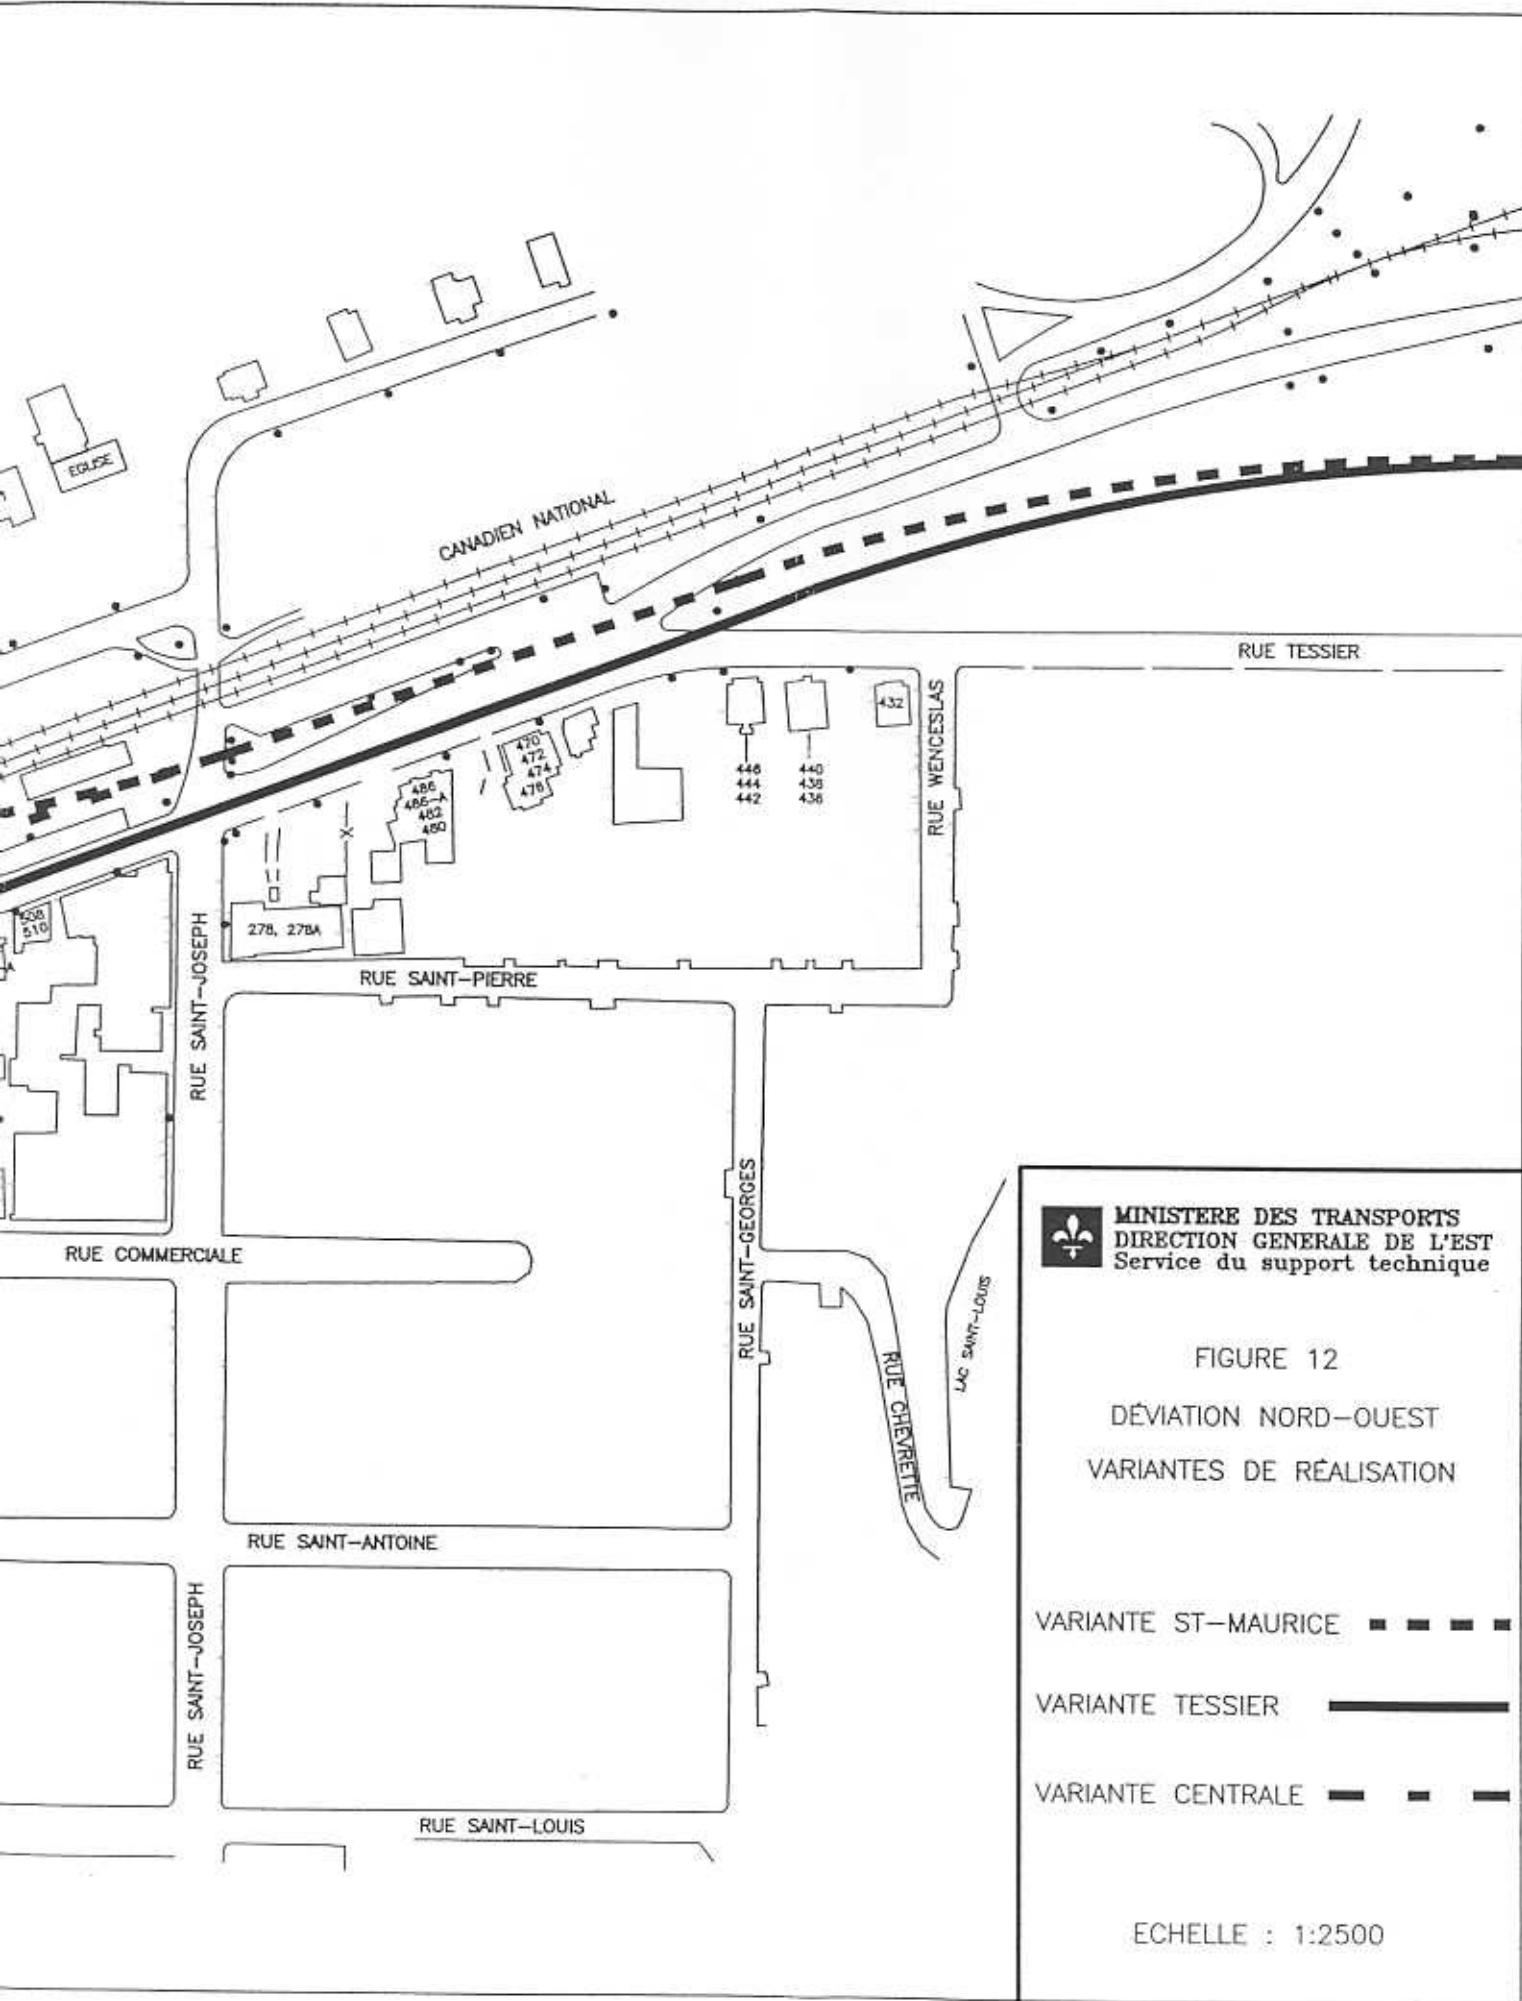 EGLISE
CANADIEN NATIONAL
RUE TESSIER
RUE WENCESLAS
432
470
472
474
476
446
444
442
440
438
436
486
486-A
482
480
508
510
A
278, 278A
RUE SAINT-JOSEPH
RUE SAINT-PIERRE
RUE SAINT-GEORGES
RUE COMMERCIALE
RUE CHEVRETTE
LAC SAINT-LOUIS
RUE SAINT-ANTOINE
RUE SAINT-JOSEPH
RUE SAINT-LOUIS
MINISTERE DES TRANSPORTS
DIRECTION GENERALE DE L'EST
Service du support technique
FIGURE 12
DÉVIATION NORD-OUEST
VARIANTES DE RÉALISATION
VARIANTE ST-MAURICE
VARIANTE TESSIER
VARIANTE CENTRALE
ECHELLE : 1:2500